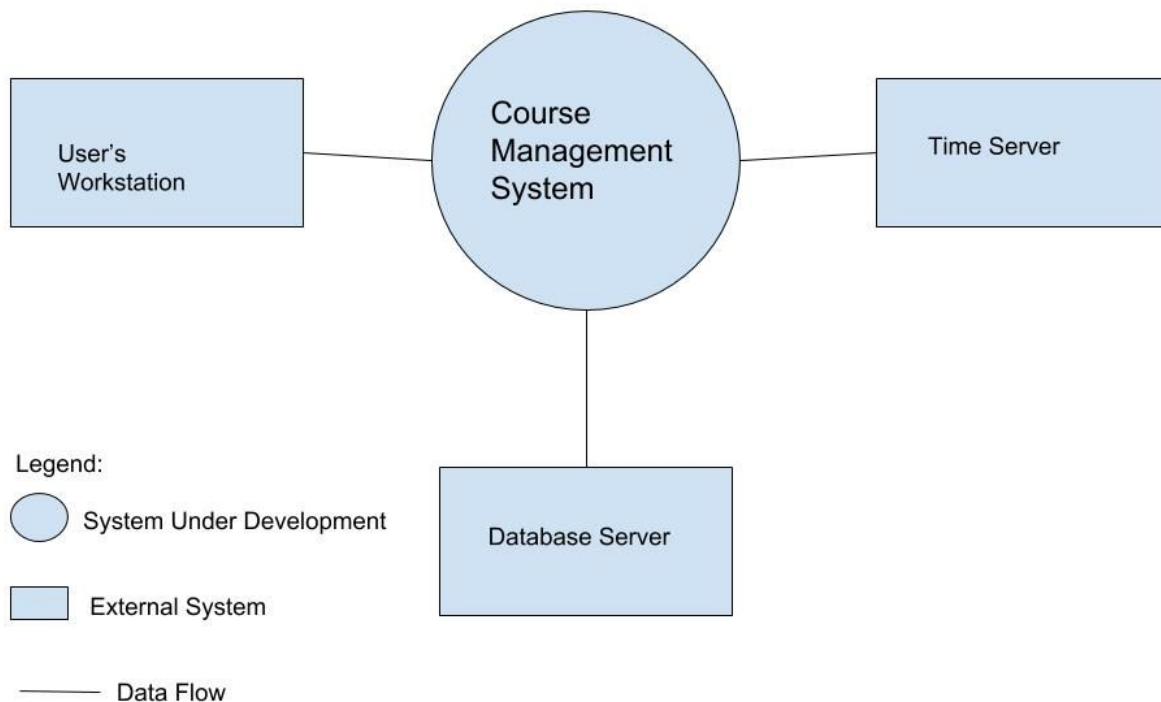 Course
Management
System
User’s
Workstation
Time Server
Database Server
Legend:
System Under Development
External System
Data Flow